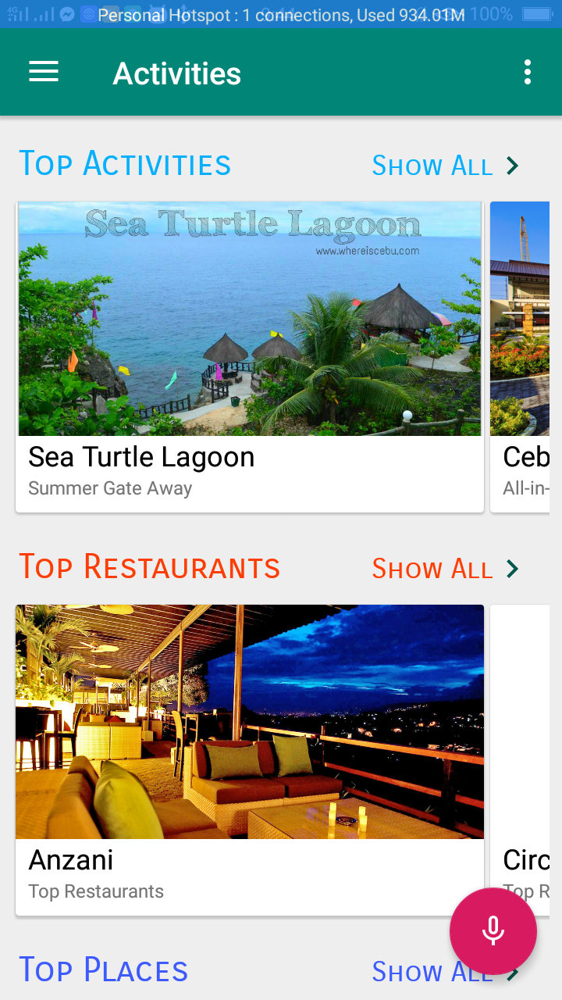 4G Personal Hotspot : 1 connections, Used 934.01M 100%
Activities
Top Activities Show All
Sea Turtle Lagoon
www.whereiscebu.com
Sea Turtle Lagoon Ceb
Summer Gate Away All-in-
Top Restaurants Show All
Anzani Circ
Top Restaurants Top R
Top Places Show All